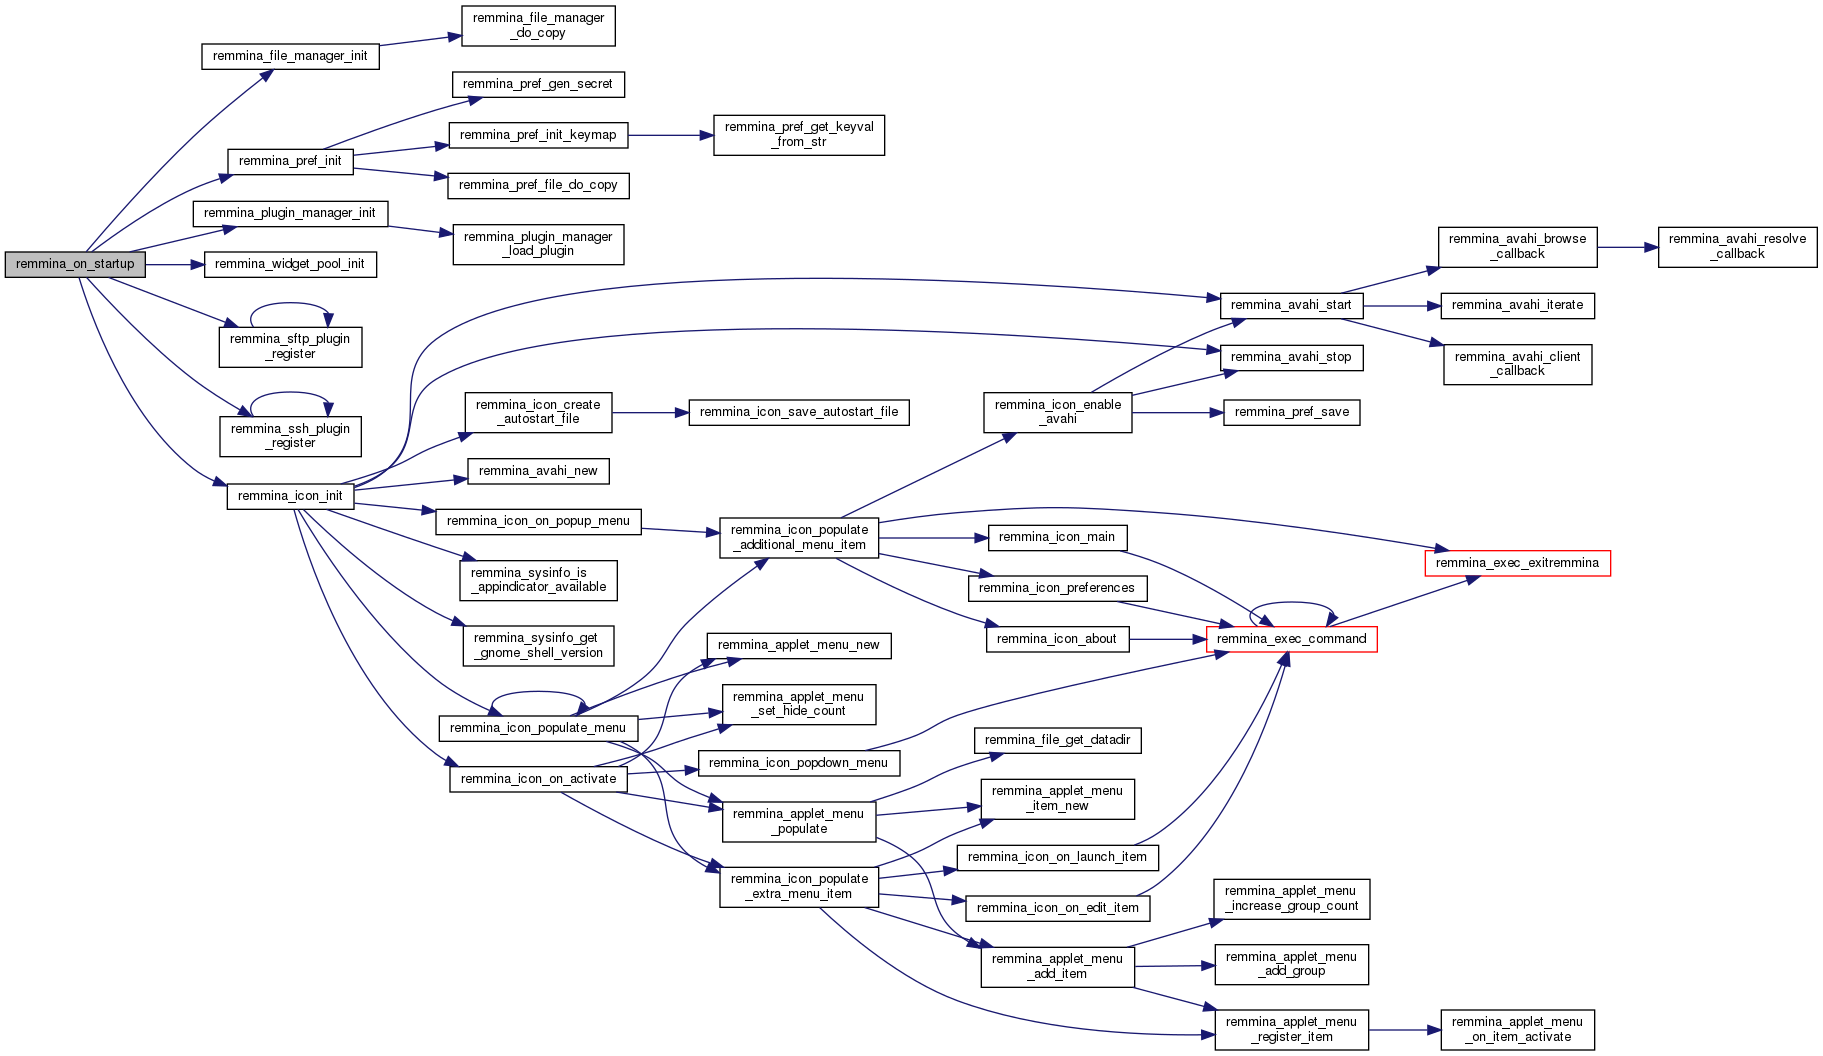 remmina_on_startup
remmina_file_manager_init
remmina_file_manager
_do_copy
remmina_pref_init
remmina_pref_gen_secret
remmina_pref_init_keymap
remmina_pref_get_keyval
_from_str
remmina_pref_file_do_copy
remmina_plugin_manager_init
remmina_plugin_manager
_load_plugin
remmina_widget_pool_init
remmina_sftp_plugin
_register
remmina_ssh_plugin
_register
remmina_icon_init
remmina_icon_create
_autostart_file
remmina_icon_save_autostart_file
remmina_avahi_new
remmina_icon_on_popup_menu
remmina_sysinfo_is
_appindicator_available
remmina_sysinfo_get
_gnome_shell_version
remmina_icon_populate_menu
remmina_icon_on_activate
remmina_icon_populate
_additional_menu_item
remmina_applet_menu_new
remmina_applet_menu
_set_hide_count
remmina_icon_popdown_menu
remmina_applet_menu
_populate
remmina_icon_populate
_extra_menu_item
remmina_icon_enable
_avahi
remmina_icon_main
remmina_icon_preferences
remmina_icon_about
remmina_file_get_datadir
remmina_applet_menu
_item_new
remmina_icon_on_launch_item
remmina_icon_on_edit_item
remmina_applet_menu
_add_item
remmina_avahi_start
remmina_avahi_stop
remmina_pref_save
remmina_exec_command
remmina_applet_menu
_increase_group_count
remmina_applet_menu
_add_group
remmina_applet_menu
_register_item
remmina_avahi_browse
_callback
remmina_avahi_iterate
remmina_avahi_client
_callback
remmina_exec_exitremmina
remmina_applet_menu
_on_item_activate
remmina_avahi_resolve
_callback